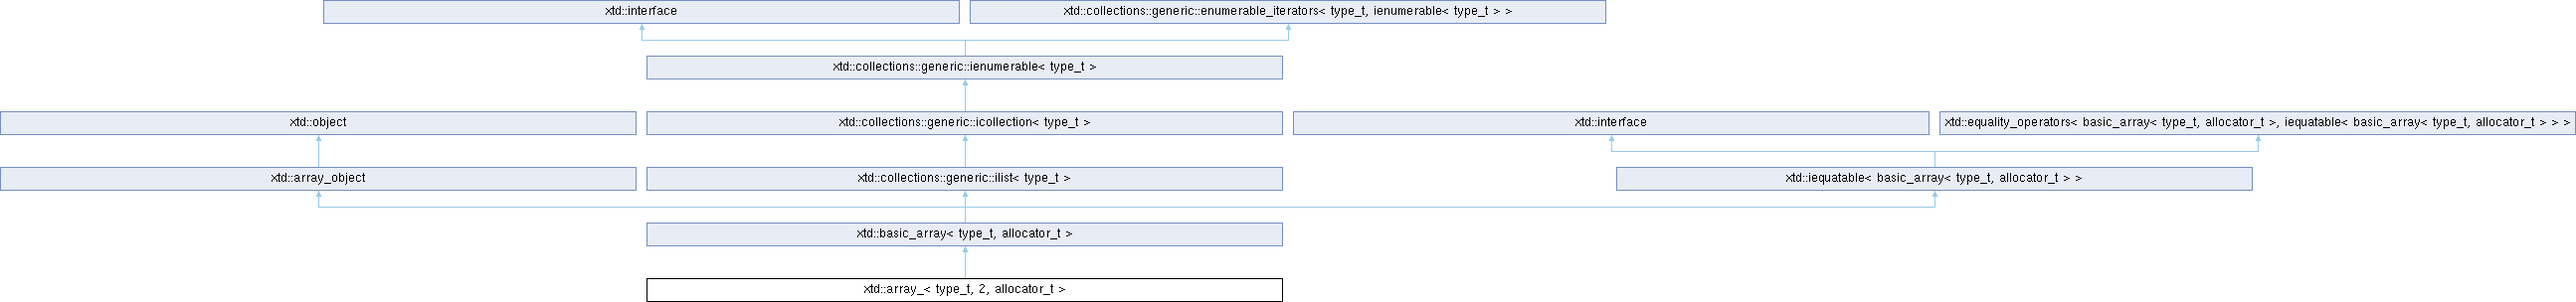 xtd::interface
xtd::collections::generic::enumerable_iterators< type_t, ienumerable< type_t > >
xtd::collections::generic::ienumerable< type_t >
xtd::object
xtd::collections::generic::icollection< type_t >
xtd::interface
xtd::equality_operators< basic_array< type_t, allocator_t >, iequatable< basic_array< type_t, allocator_t > > >
xtd::array_object
xtd::collections::generic::ilist< type_t >
xtd::iequatable< basic_array< type_t, allocator_t > >
xtd::basic_array< type_t, allocator_t >
xtd::array_< type_t, 2, allocator_t >